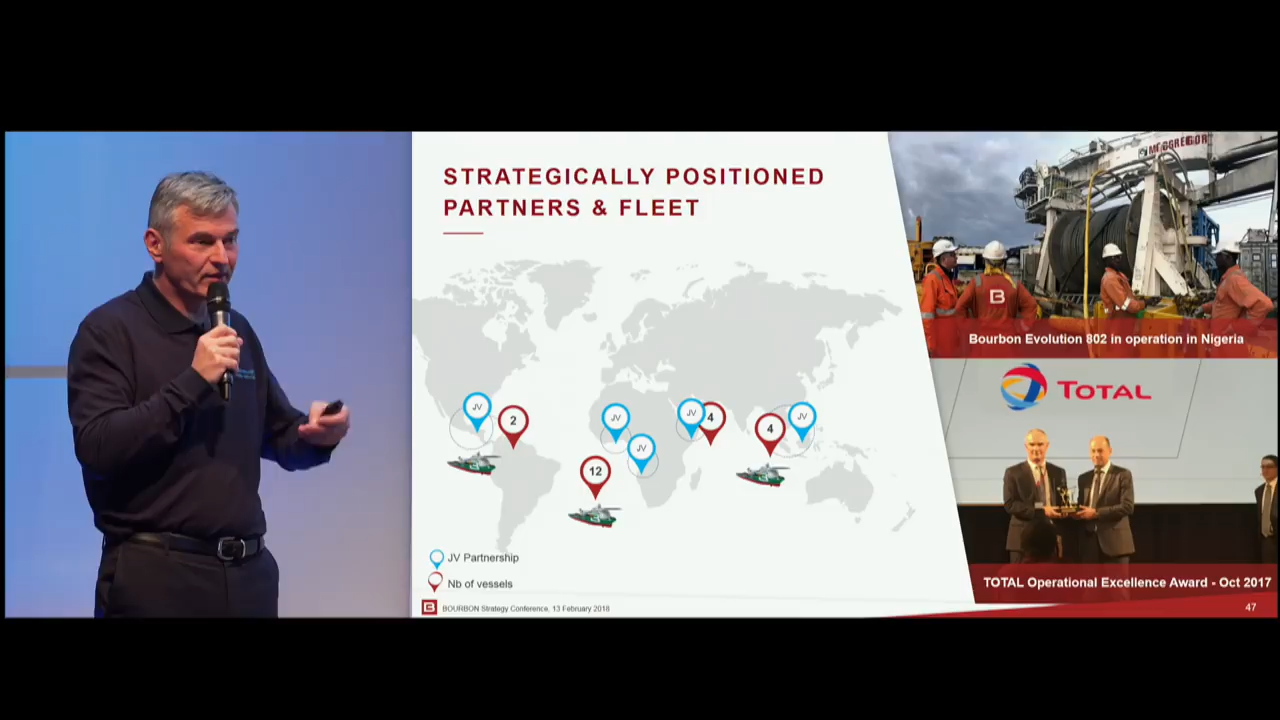 STRATEGICALLY POSITIONED
PARTNERS & FLEET
JV
2
JV
JV
12
JV
4
4
JV
JV Partnership
Nb of vessels
B
BOURBON Strategy Conference, 13 February 2018
MACGREGOR
B
Bourbon Evolution 802 in operation in Nigeria
TOTAL
TOTAL Operational Excellence Award - Oct 2017
47